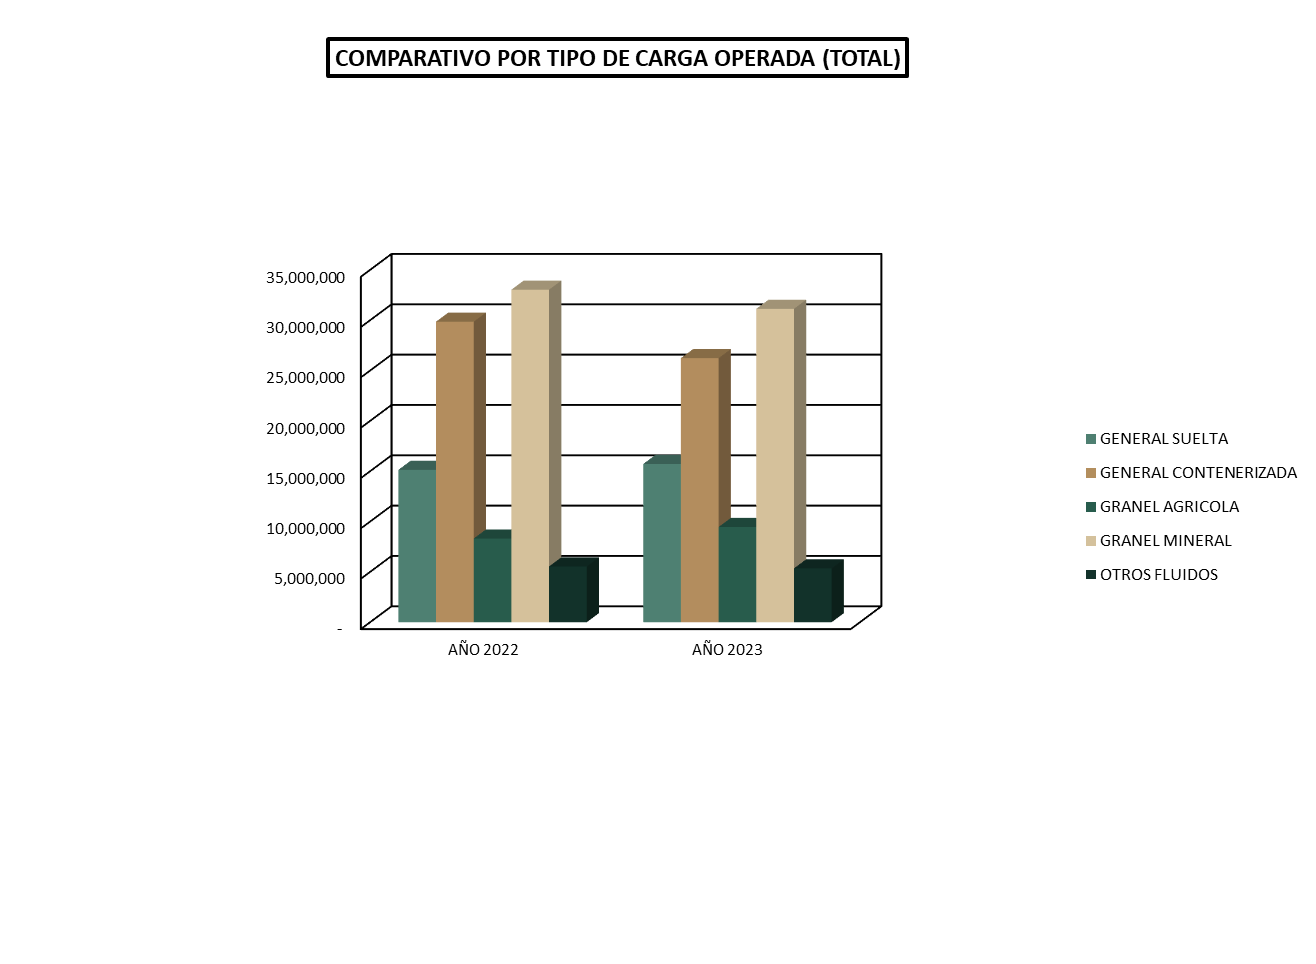 COMPARATIVO POR TIPO DE CARGA OPERADA (TOTAL)
35,000,000
30,000,000
25,000,000
20,000,000
15,000,000
10,000,000
5,000,000
-
AÑO 2022
AÑO 2023
GENERAL SUELTA
GENERAL CONTENERIZADA
GRANEL AGRICOLA
GRANEL MINERAL
OTROS FLUIDOS